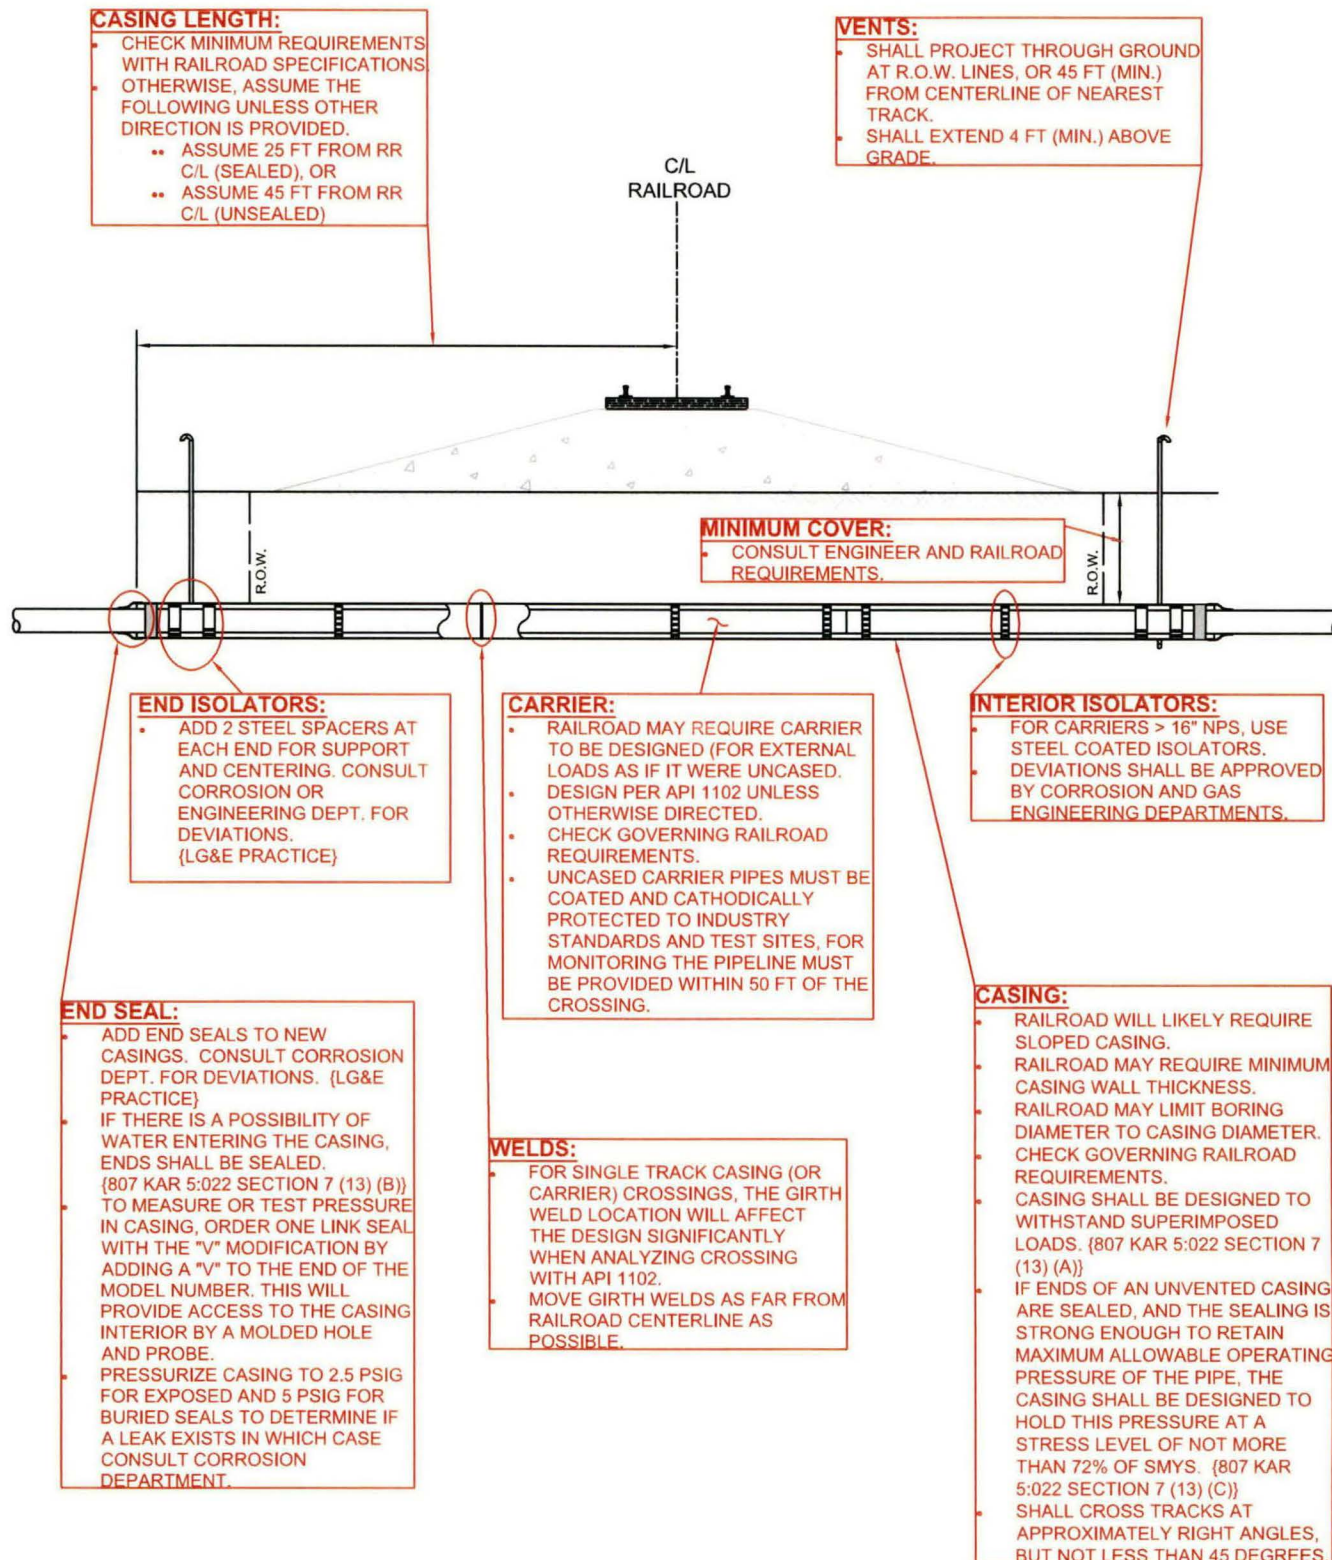 CASING LENGTH:
• CHECK MINIMUM REQUIREMENTS
WITH RAILROAD SPECIFICATIONS
• OTHERWISE, ASSUME THE
FOLLOWING UNLESS OTHER
DIRECTION IS PROVIDED.
•• ASSUME 25 FT FROM RR
C/L (SEALED), OR
•• ASSUME 45 FT FROM RR
C/L (UNSEALED)
VENTS:
• SHALL PROJECT THROUGH GROUND
AT R.O.W. LINES, OR 45 FT (MIN.)
FROM CENTERLINE OF NEAREST
TRACK.
• SHALL EXTEND 4 FT (MIN.) ABOVE
GRADE.
C/L
RAILROAD
MINIMUM COVER:
• CONSULT ENGINEER AND RAILROAD
REQUIREMENTS.
R.O.W.
R.O.W.
END ISOLATORS:
• ADD 2 STEEL SPACERS AT
EACH END FOR SUPPORT
AND CENTERING. CONSULT
CORROSION OR
ENGINEERING DEPT. FOR
DEVIATIONS.
{LG&E PRACTICE}
CARRIER:
• RAILROAD MAY REQUIRE CARRIER
TO BE DESIGNED (FOR EXTERNAL
LOADS AS IF IT WERE UNCASED.
• DESIGN PER API 1102 UNLESS
OTHERWISE DIRECTED.
• CHECK GOVERNING RAILROAD
REQUIREMENTS.
• UNCASED CARRIER PIPES MUST BE
COATED AND CATHODICALLY
PROTECTED TO INDUSTRY
STANDARDS AND TEST SITES, FOR
MONITORING THE PIPELINE MUST
BE PROVIDED WITHIN 50 FT OF THE
CROSSING.
INTERIOR ISOLATORS:
• FOR CARRIERS > 16" NPS, USE
STEEL COATED ISOLATORS.
• DEVIATIONS SHALL BE APPROVED
BY CORROSION AND GAS
ENGINEERING DEPARTMENTS.
END SEAL:
• ADD END SEALS TO NEW
CASINGS. CONSULT CORROSION
DEPT. FOR DEVIATIONS. {LG&E
PRACTICE}
• IF THERE IS A POSSIBILITY OF
WATER ENTERING THE CASING,
ENDS SHALL BE SEALED.
{807 KAR 5:022 SECTION 7 (13) (B)}
• TO MEASURE OR TEST PRESSURE
IN CASING, ORDER ONE LINK SEAL
WITH THE "V" MODIFICATION BY
ADDING A "V" TO THE END OF THE
MODEL NUMBER. THIS WILL
PROVIDE ACCESS TO THE CASING
INTERIOR BY A MOLDED HOLE
AND PROBE.
• PRESSURIZE CASING TO 2.5 PSIG
FOR EXPOSED AND 5 PSIG FOR
BURIED SEALS TO DETERMINE IF
A LEAK EXISTS IN WHICH CASE
CONSULT CORROSION
DEPARTMENT.
WELDS:
• FOR SINGLE TRACK CASING (OR
CARRIER) CROSSINGS, THE GIRTH
WELD LOCATION WILL AFFECT
THE DESIGN SIGNIFICANTLY
WHEN ANALYZING CROSSING
WITH API 1102.
• MOVE GIRTH WELDS AS FAR FROM
RAILROAD CENTERLINE AS
POSSIBLE.
CASING:
• RAILROAD WILL LIKELY REQUIRE
SLOPED CASING.
• RAILROAD MAY REQUIRE MINIMUM
CASING WALL THICKNESS.
• RAILROAD MAY LIMIT BORING
DIAMETER TO CASING DIAMETER.
• CHECK GOVERNING RAILROAD
REQUIREMENTS.
• CASING SHALL BE DESIGNED TO
WITHSTAND SUPERIMPOSED
LOADS. {807 KAR 5:022 SECTION 7
(13) (A)}
• IF ENDS OF AN UNVENTED CASING
ARE SEALED, AND THE SEALING IS
STRONG ENOUGH TO RETAIN
MAXIMUM ALLOWABLE OPERATING
PRESSURE OF THE PIPE, THE
CASING SHALL BE DESIGNED TO
HOLD THIS PRESSURE AT A
STRESS LEVEL OF NOT MORE
THAN 72% OF SMYS. {807 KAR
5:022 SECTION 7 (13) (C)}
• SHALL CROSS TRACKS AT
APPROXIMATELY RIGHT ANGLES,
BUT NOT LESS THAN 45 DEGREES